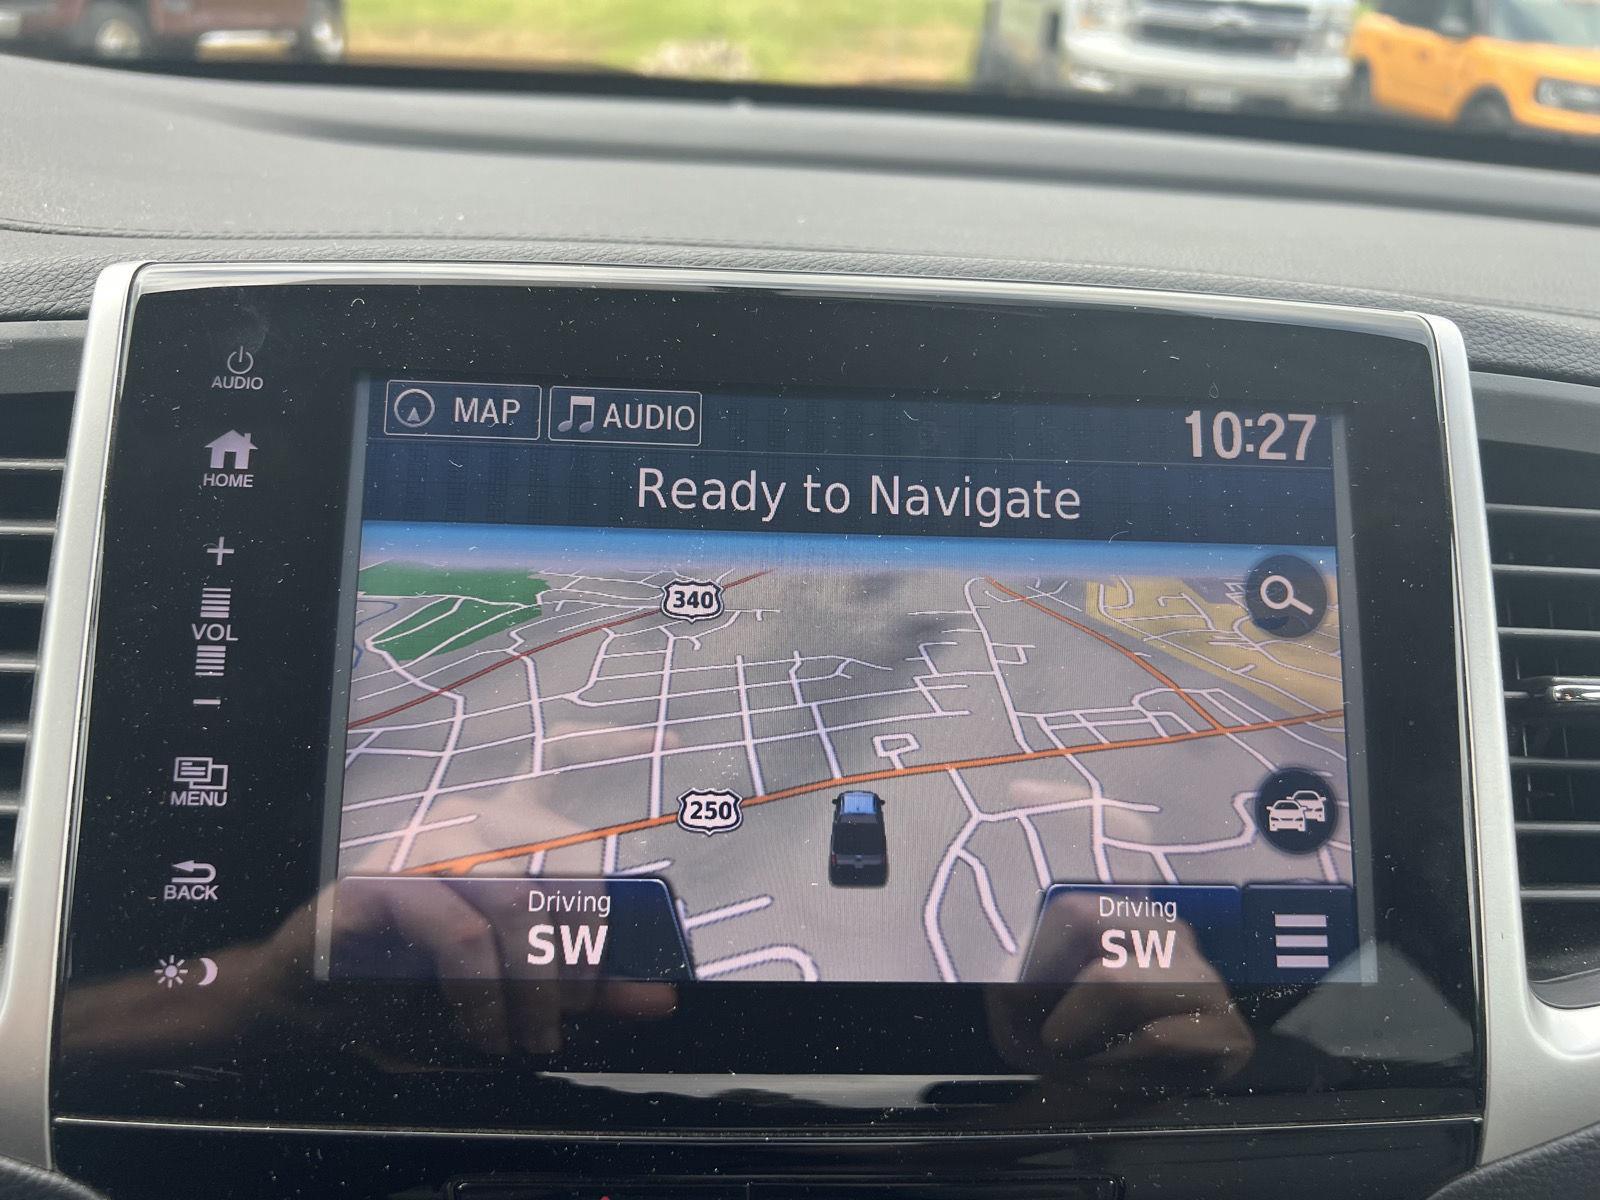 AUDIO
HOME
VOL
MENU
BACK
MAP
AUDIO
10:27
Ready to Navigate
340
250
Driving
SW
Driving
SW